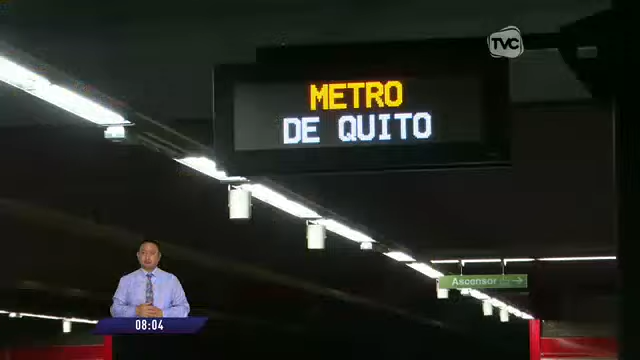 TVC
METRO
DE QUITO
Ascensor →
08:04